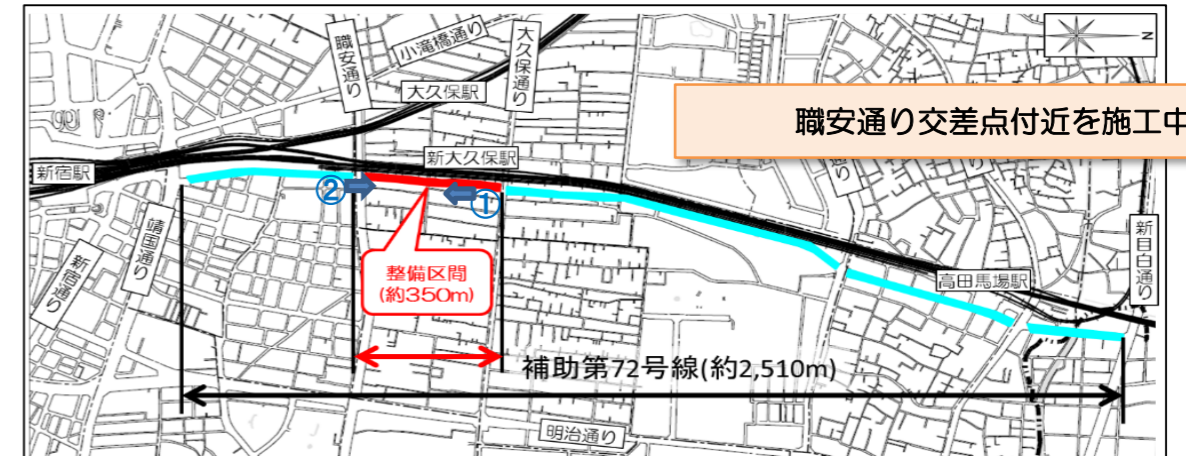 職安通り
小滝橋通り
大久保通り
N
大久保駅
職安通り交差点付近を施工中
新大久保駅
新宿駅
②
①
靖国通り
新宿通り
整備区間
(約350m)
高田馬場駅
新目白通り
補助第72号線(約2,510m)
明治通り